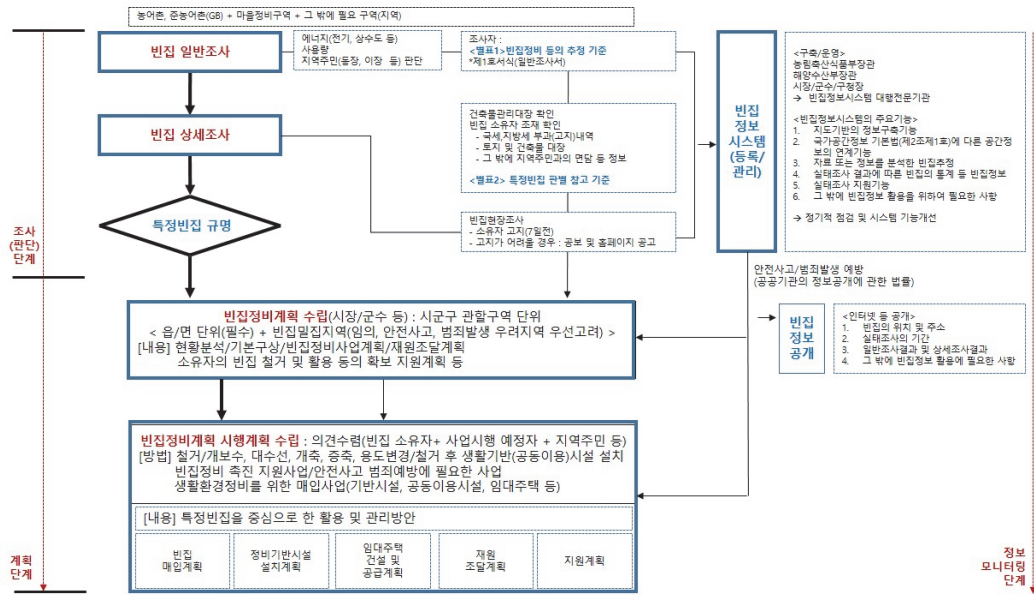 농어촌, 준농어촌(GB) + 마을정비구역 + 그 밖에 필요 구역(지역)
빈집 일반조사
에너지(전기, 상수도 등)
사용량
지역주민(동장, 이장 등) 판단
조사자 :
<별표1>빈집정비 등의 추정 기준
*제1호서식(일반조사서)
빈집 상세조사
건축물관리대장 확인
빈집 소유자 조재 확인
- 국세,지방세 부과(고지)내역
- 토지 및 건축물 대장
- 그 밖에 지역주민과의 면담 등 정보
<별표2> 특정빈집 판별 참고 기준
특정빈집 규명
빈집현장조사
- 소유자 고지(7일전)
- 고지가 어려울 경우 : 공보 및 홈페이지 공고
조사
(판단)
단계
빈집
정보
시스템
(등록/
관리)
<구축/운영>
농림축산식품부장관
해양수산부장관
시장/군수/구청장
→ 빈집정보시스템 대행전문기관
<빈집정보시스템의 주요기능>
1. 지도기반의 정보구축기능
2. 국가공간정보 기본법(제2조제1호)에 다른 공간정
보의 연계기능
3. 자료 또는 정보를 분석한 빈집추정
4. 실태조사 결과에 따른 빈집의 통계 등 빈집정보
5. 실태조사 지원기능
6. 그 밖에 빈집정보 활용을 위하여 필요한 사항
→ 정기적 점검 및 시스템 기능개선
안전사고/범죄발생 예방
(공공기관의 정보공개에 관한 법률)
빈집
정보
공개
<인터넷 등 공개>
1. 빈집의 위치 및 주소
2. 실태조사의 기간
3. 일반조사결과 및 상세조사결과
4. 그 밖에 빈집정보 활용에 필요한 사항
빈집정비계획 수립(시장/군수 등) : 시군구 관할구역 단위
< 읍/면 단위(필수) + 빈집밀집지역(임의, 안전사고, 범죄발생 우려지역 우선고려) >
[내용] 현황분석/기본구상/빈집정비사업계획/재원조달계획
소유자의 빈집 철거 및 활용 동의 확보 지원계획 등
빈집정비계획 시행계획 수립 : 의견수렴(빈집 소유자+ 사업시행 예정자 + 지역주민 등)
[방법] 철거/개보수, 대수선, 개축, 증축, 용도변경/철거 후 생활기반(공동이용)시설 설치
빈집정비 촉진 지원사업/안전사고 범죄예방에 필요한 사업
생활환경정비를 위한 매입사업(기반시설, 공동이용시설, 임대주택 등)
[내용] 특정빈집을 중심으로 한 활용 및 관리방안
빈집
매입계획
정비기반시설
설치계획
임대주택
건설 및
공급계획
재원
조달계획
지원계획
계획
단계
정보
모니터링
단계